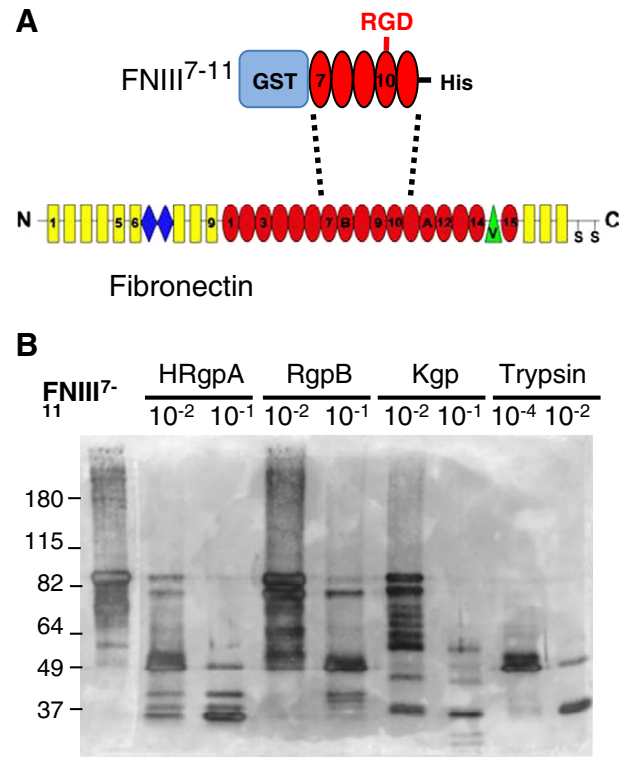 A
RGD
FNIII7-11 GST 7 10 His
N 1 5 6 9 1 3 7 B 9 10 A 12 14 V 15 S S C
Fibronectin
B
FNIII7-11
HRgpA RgpB Kgp Trypsin
10-2 10-1 10-2 10-1 10-2 10-1 10-4 10-2
180
115
82
64
49
37